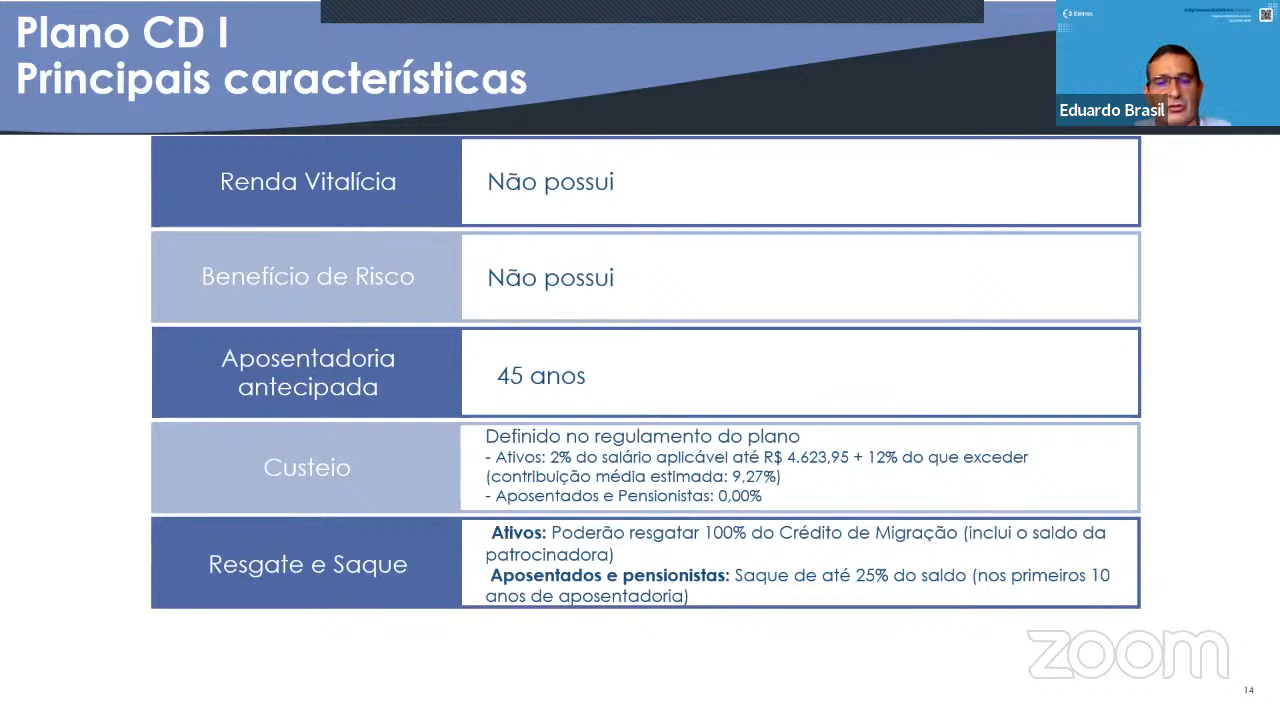 Plano CD I
Principais características
Eletros
Eduardo Brasil
Renda Vitalícia
Não possui
Benefício de Risco
Não possui
Aposentadoria
antecipada
45 anos
Custeio
Definido no regulamento do plano
- Ativos: 2% do salário aplicável até R$ 4.623,95 + 12% do que exceder
(contribuição média estimada: 9,27%)
- Aposentados e Pensionistas: 0,00%
Resgate e Saque
Ativos: Poderão resgatar 100% do Crédito de Migração (inclui o saldo da
patrocinadora)
Aposentados e pensionistas: Saque de até 25% do saldo (nos primeiros 10
anos de aposentadoria)
zoom
14